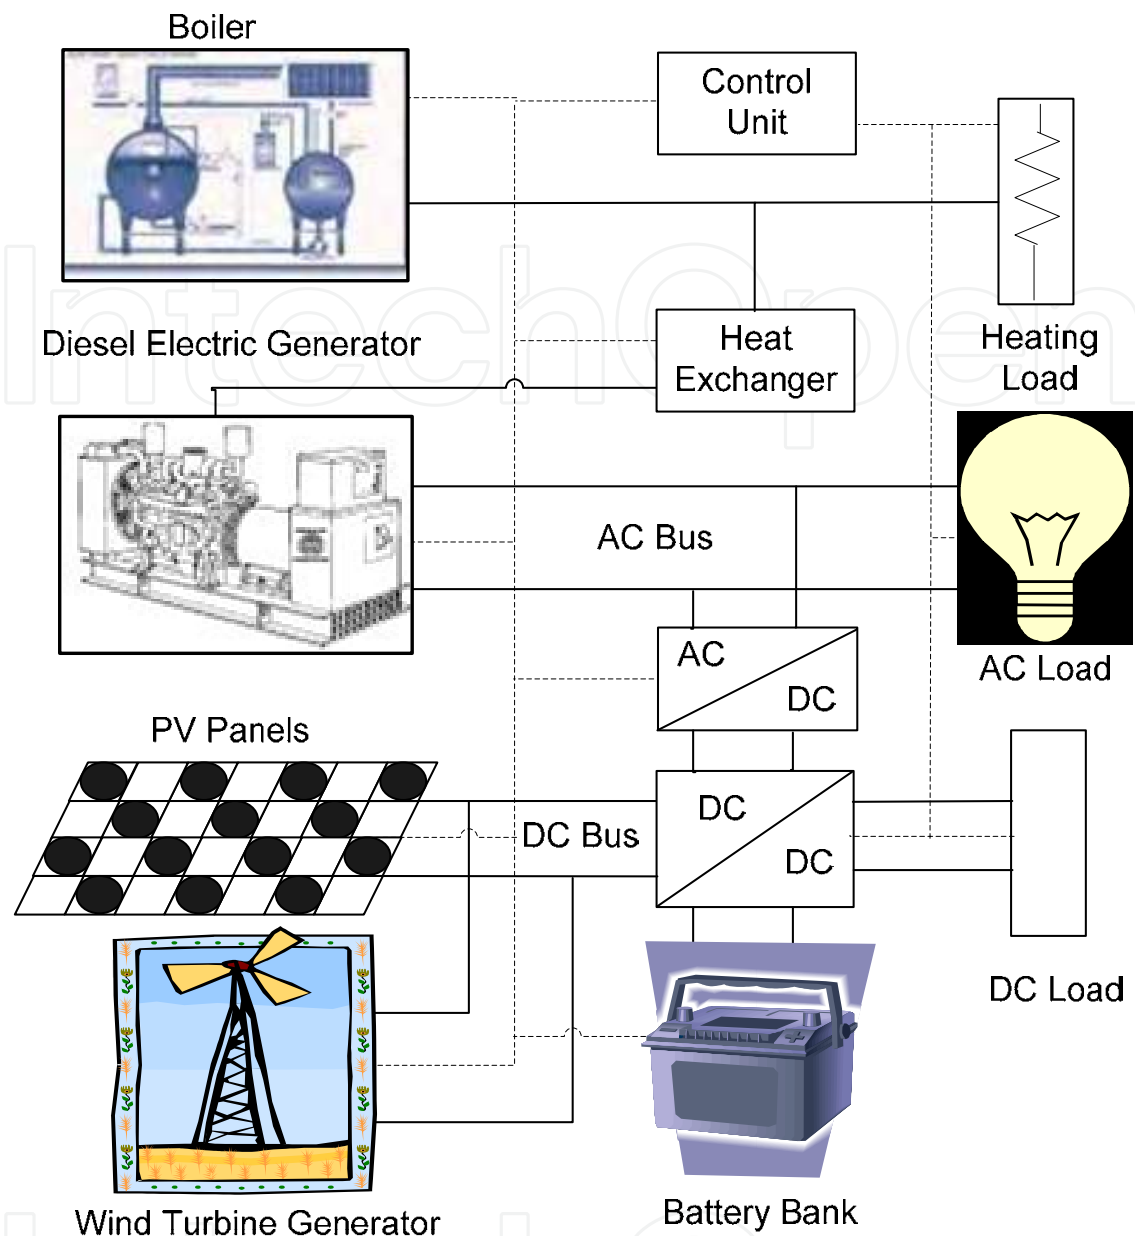 Boiler
Control
Unit
Diesel Electric Generator
Heat
Exchanger
Heating
Load
AC Bus
AC
DC
AC Load
PV Panels
DC Bus
DC
DC
DC Load
Wind Turbine Generator
Battery Bank
IntechOpen